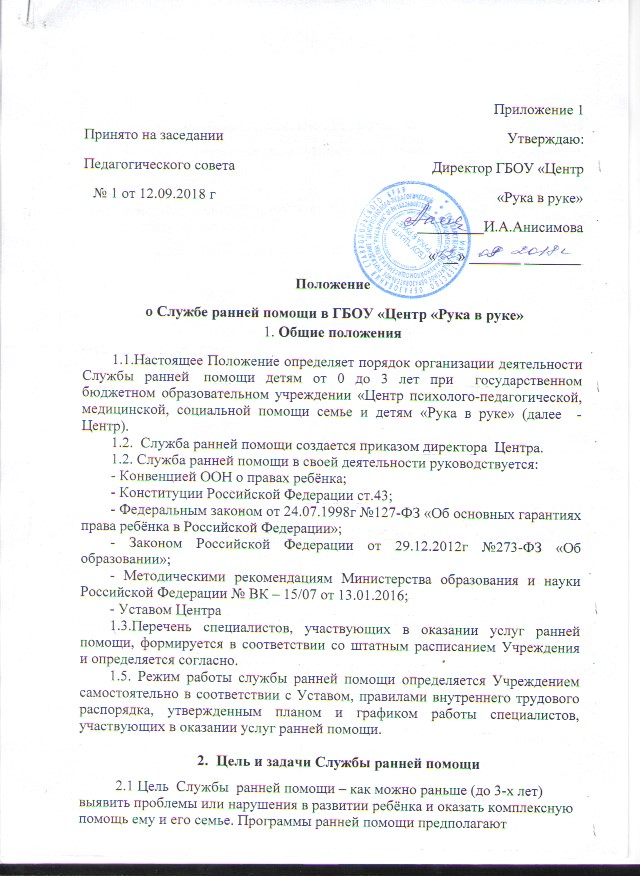 Приложение 1
Принято на заседании Утверждаю:
Педагогического совета Директор ГБОУ «Центр
№ 1 от 12.09.2018 г «Рука в руке»
И.А.Анисимова
«12» 09 2018г
Положение
о Службе ранней помощи в ГБОУ «Центр «Рука в руке»
1. Общие положения
1.1.Настоящее Положение определяет порядок организации деятельности
Службы ранней помощи детям от 0 до 3 лет при государственном
бюджетном образовательном учреждении «Центр психолого-педагогической,
медицинской, социальной помощи семье и детям «Рука в руке» (далее -
Центр).
1.2. Служба ранней помощи создается приказом директора Центра.
1.2. Служба ранней помощи в своей деятельности руководствуется:
- Конвенцией ООН о правах ребёнка;
- Конституции Российской Федерации ст.43;
- Федеральным законом от 24.07.1998г №127-ФЗ «Об основных гарантиях
права ребёнка в Российской Федерации»;
- Законом Российской Федерации от 29.12.2012г №273-ФЗ «Об
образовании»;
- Методическими рекомендациям Министерства образования и науки
Российской Федерации № ВК – 15/07 от 13.01.2016;
- Уставом Центра
1.3.Перечень специалистов, участвующих в оказании услуг ранней
помощи, формируется в соответствии со штатным расписанием Учреждения
и определяется согласно.
1.5. Режим работы службы ранней помощи определяется Учреждением
самостоятельно в соответствии с Уставом, правилами внутреннего трудового
распорядка, утвержденным планом и графиком работы специалистов,
участвующих в оказании услуг ранней помощи.
2. Цель и задачи Службы ранней помощи
2.1 Цель Службы ранней помощи – как можно раньше (до 3-х лет)
выявить проблемы или нарушения в развитии ребёнка и оказать комплексную
помощь ему и его семье. Программы ранней помощи предполагают